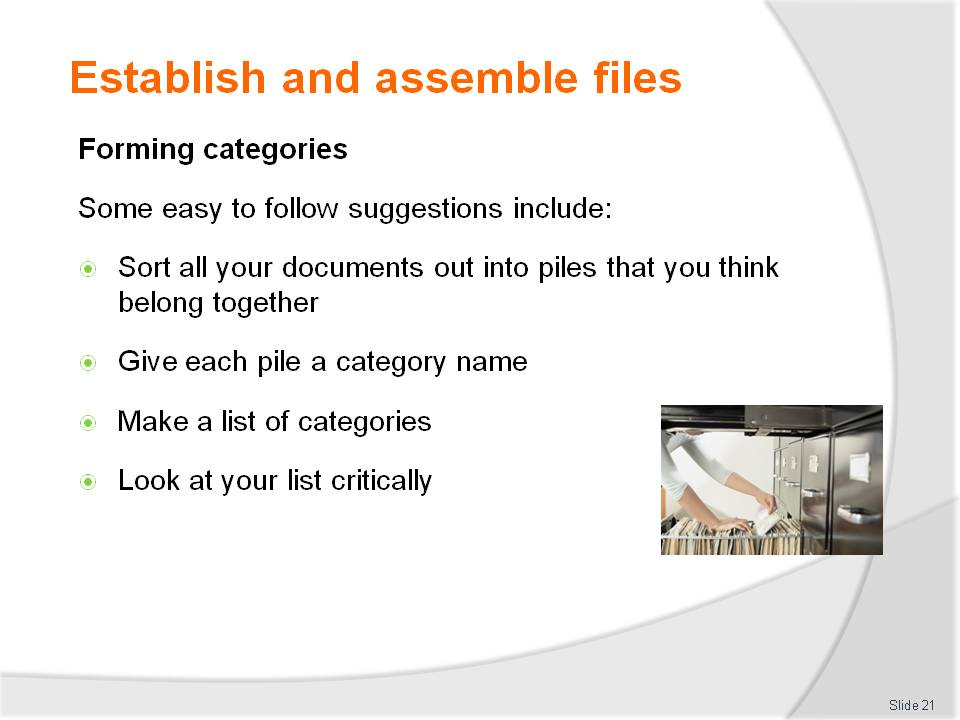 Establish and assemble files
Forming categories
Some easy to follow suggestions include:
Sort all your documents out into piles that you think
belong together
Give each pile a category name
Make a list of categories
Look at your list critically
Slide 21